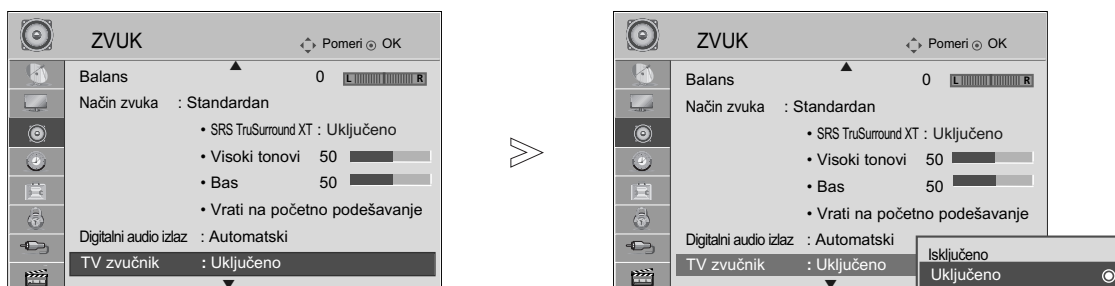 ZVUK
Pomeri OK
Balans 0 L R
Način zvuka : Standardan
• SRS TruSurround XT : Uključeno
• Visoki tonovi 50
• Bas 50
• Vrati na početno podešavanje
Digitalni audio izlaz : Automatski
TV zvučnik : Uključeno
ZVUK
Pomeri OK
Balans 0 L R
Način zvuka : Standardan
• SRS TruSurround XT : Uključeno
• Visoki tonovi 50
• Bas 50
• Vrati na početno podešavanje
Digitalni audio izlaz : Automatski
TV zvučnik : Uključeno
Isključeno
Uključeno